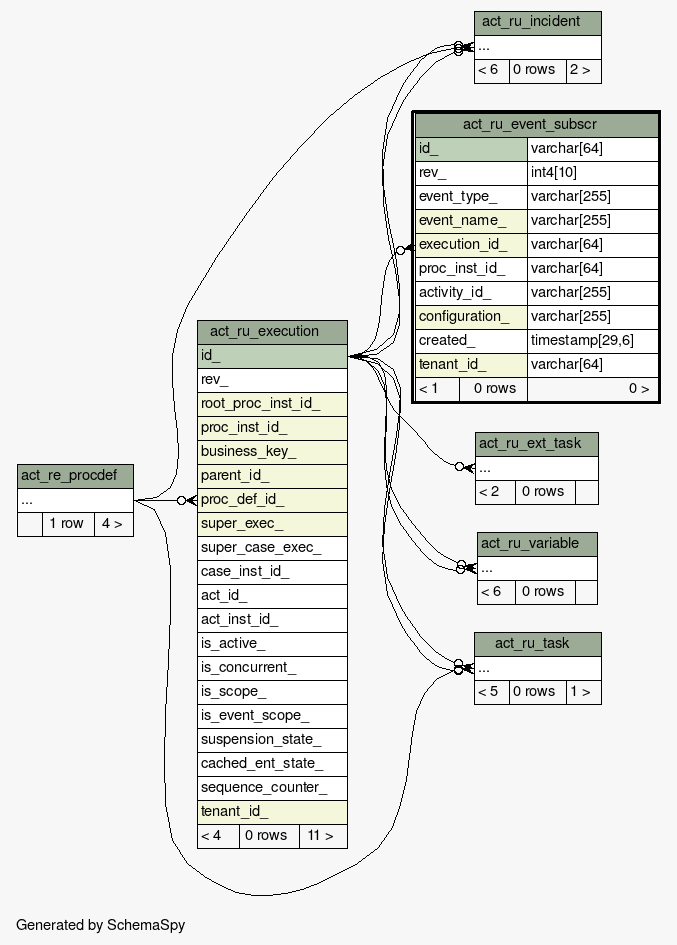 act_ru_incident
...
< 6 0 rows 2 >
act_ru_event_subscr
id_ varchar[64]
rev_ int4[10]
event_type_ varchar[255]
event_name_ varchar[255]
execution_id_ varchar[64]
proc_inst_id_ varchar[64]
activity_id_ varchar[255]
configuration_ varchar[255]
created_ timestamp[29,6]
tenant_id_ varchar[64]
< 1 0 rows 0 >
act_ru_execution
id_
rev_
root_proc_inst_id_
proc_inst_id_
business_key_
parent_id_
proc_def_id_
super_exec_
super_case_exec_
case_inst_id_
act_id_
act_inst_id_
is_active_
is_concurrent_
is_scope_
is_event_scope_
suspension_state_
cached_ent_state_
sequence_counter_
tenant_id_
< 4 0 rows 11 >
act_re_procdef
...
1 row 4 >
act_ru_ext_task
...
< 2 0 rows
act_ru_variable
...
< 6 0 rows
act_ru_task
...
< 5 0 rows 1 >
Generated by SchemaSpy